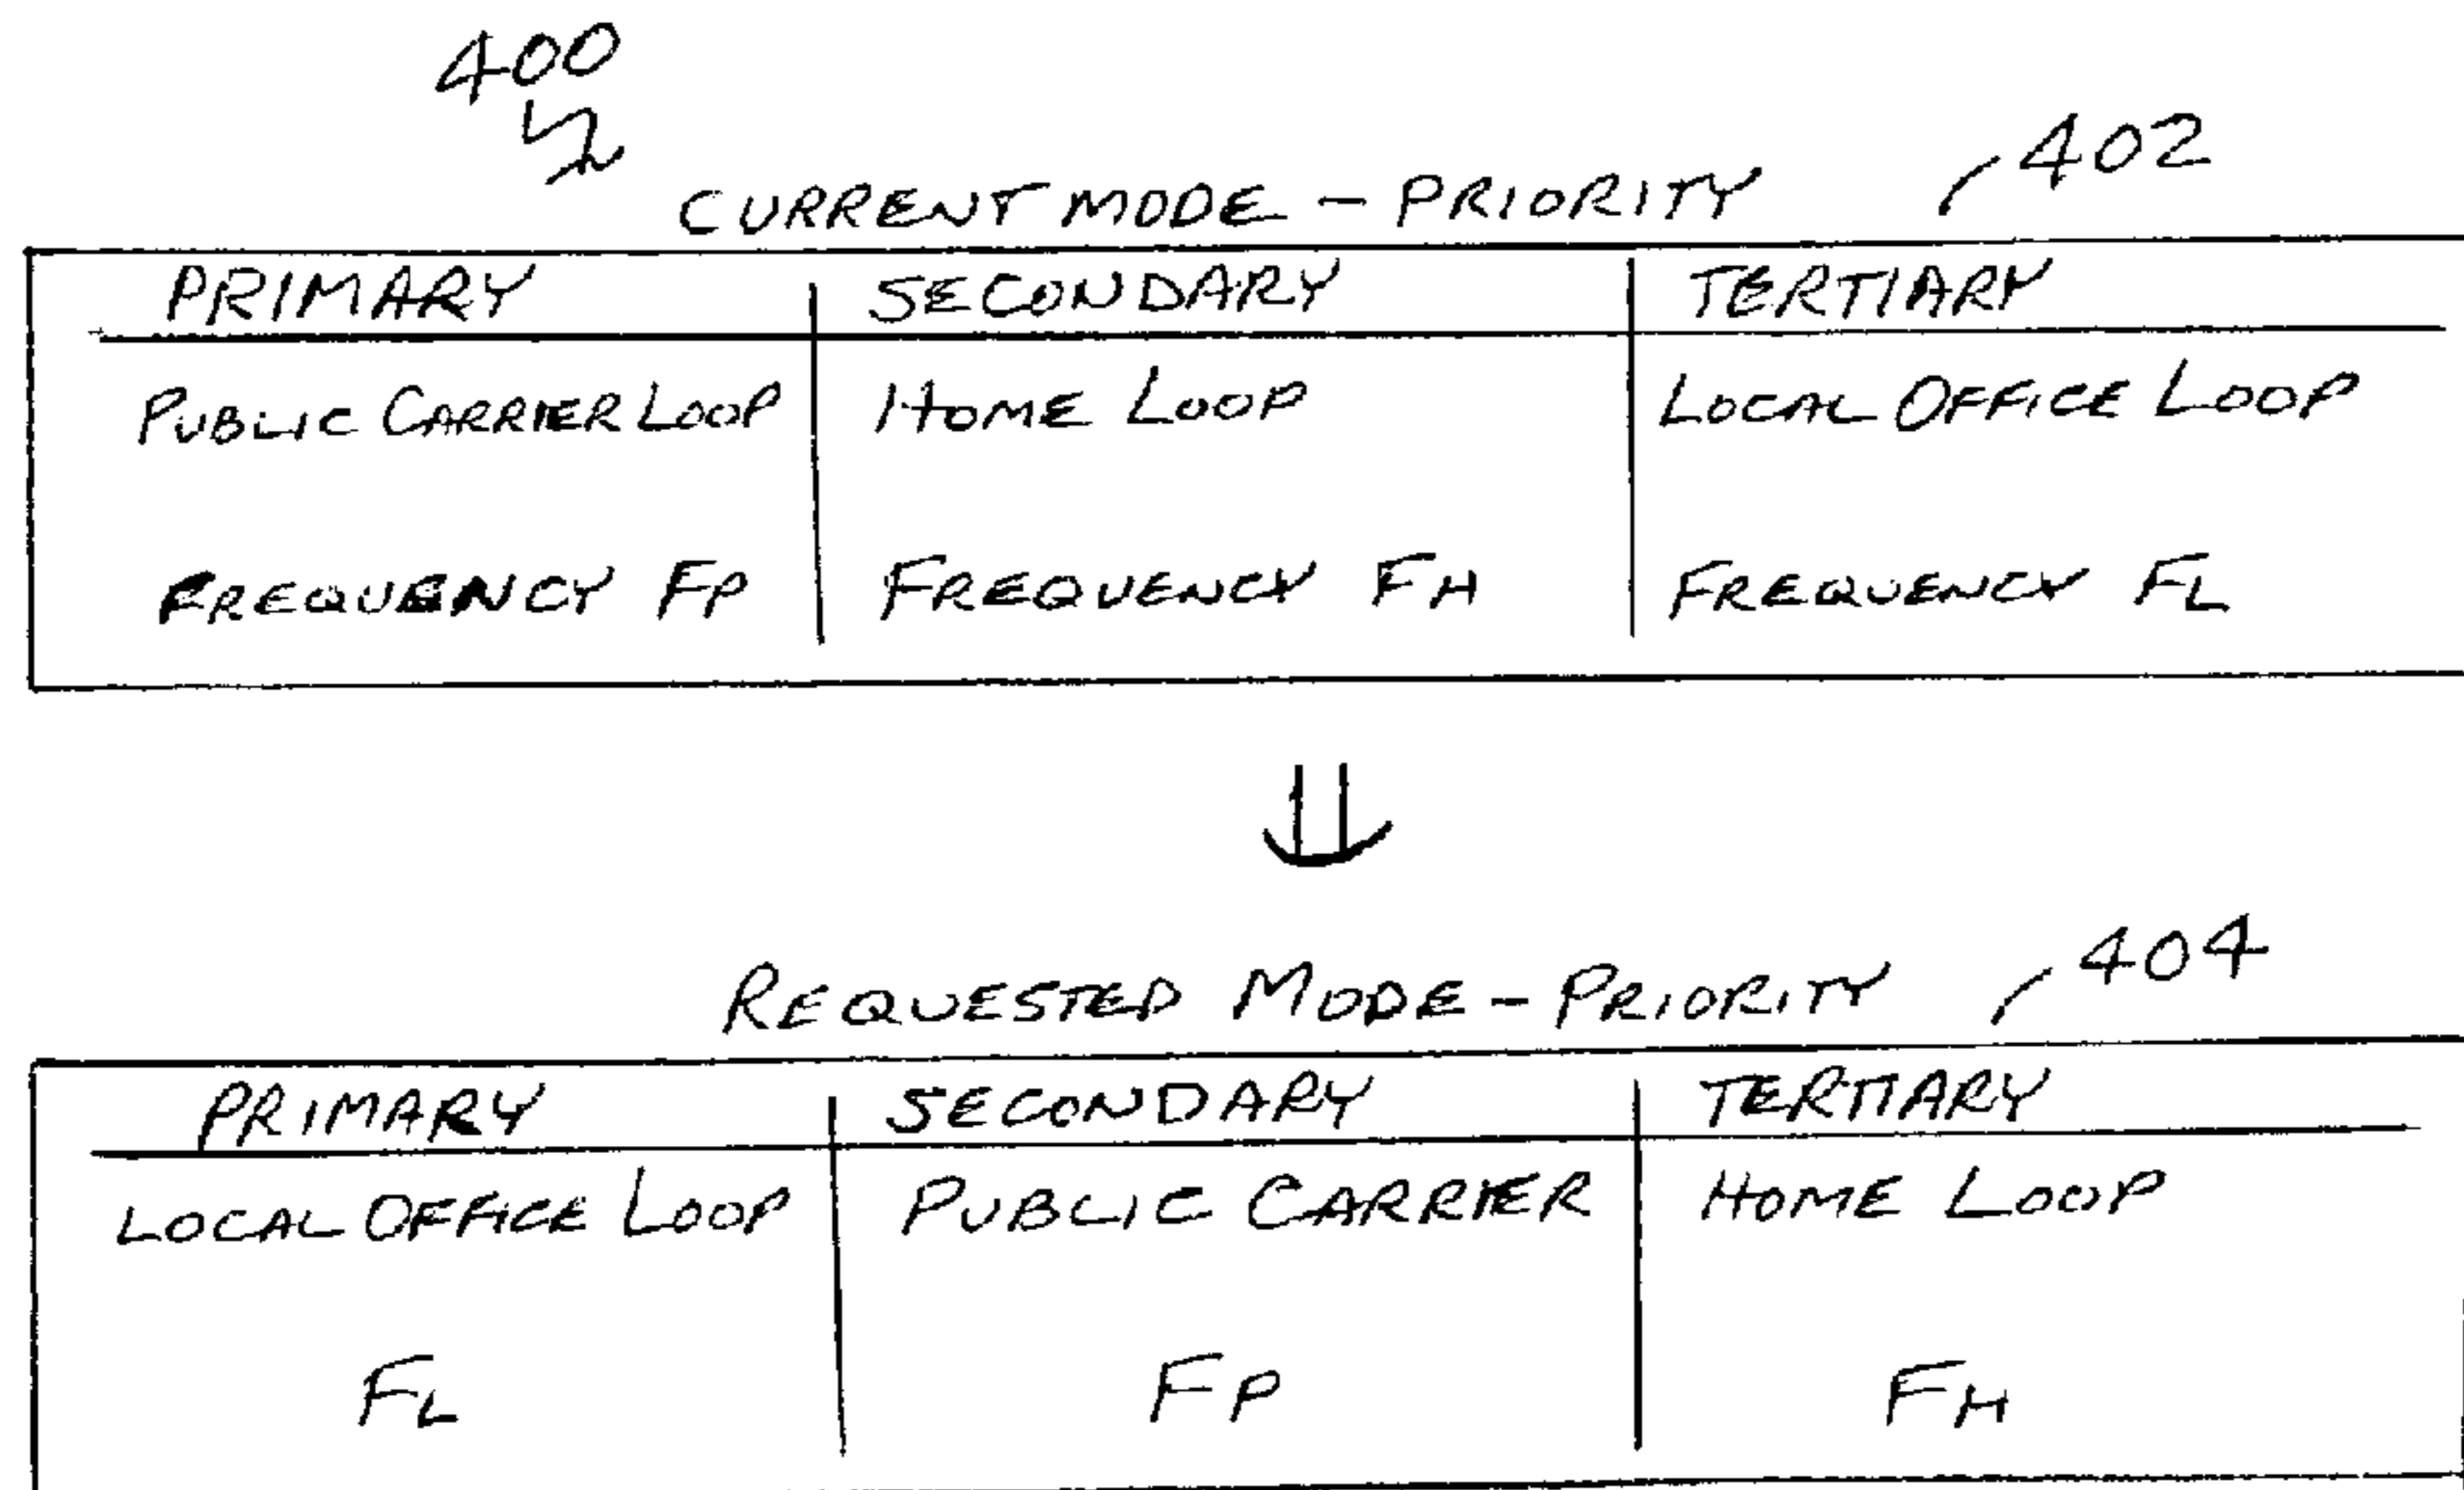 400
CURRENT MODE - PRIORITY 402
PRIMARY SECONDARY TERTIARY
PUBLIC CARRIER LOOP HOME LOOP LOCAL OFFICE LOOP
FREQUENCY FP FREQUENCY FH FREQUENCY FL
REQUESTED MODE - PRIORITY 404
PRIMARY SECONDARY TERTIARY
LOCAL OFFICE LOOP PUBLIC CARRIER HOME LOOP
FL FP FH